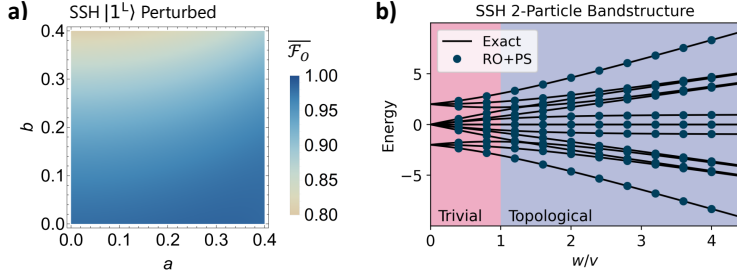 a)
SSH |1ᴸ⟩ Perturbed
0.4
0.3
0.2
0.1
0.0
b
0.0 0.1 0.2 0.3 0.4
a
ℱ̅_O
1.00
0.95
0.90
0.85
0.80
b)
SSH 2-Particle Bandstructure
Exact
RO+PS
Energy
5
0
−5
Trivial
Topological
0 1 2 3 4
w/v